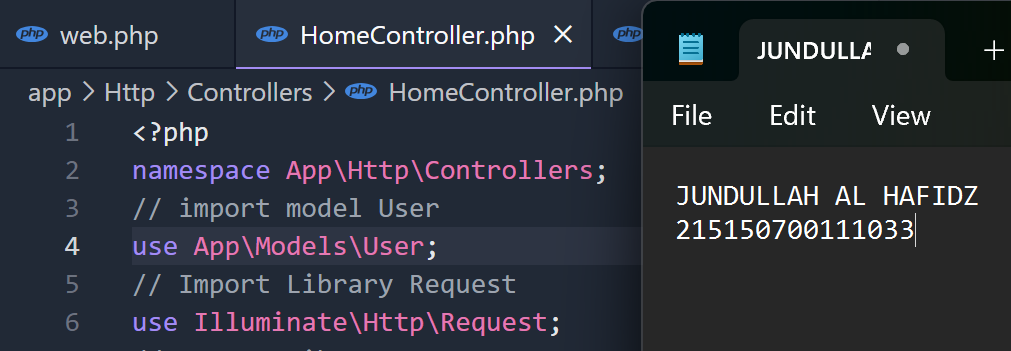 php web.php
php HomeController.php ×
php
app > Http > Controllers > php HomeController.php
1 <?php
2 namespace App\Http\Controllers;
3 // import model User
4 use App\Models\User;
5 // Import Library Request
6 use Illuminate\Http\Request;
JUNDULLA
File Edit View
JUNDULLAH AL HAFIDZ
215150700111033